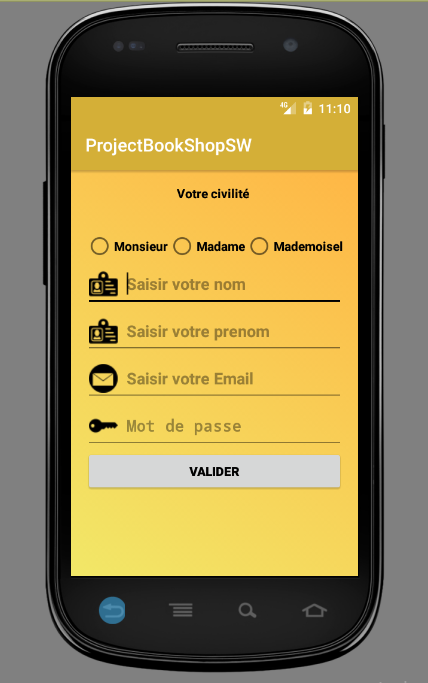 4G 11:10
ProjectBookShopSW
Votre civilité
Monsieur Madame Mademoisel
Saisir votre nom
Saisir votre prenom
Saisir votre Email
Mot de passe
VALIDER